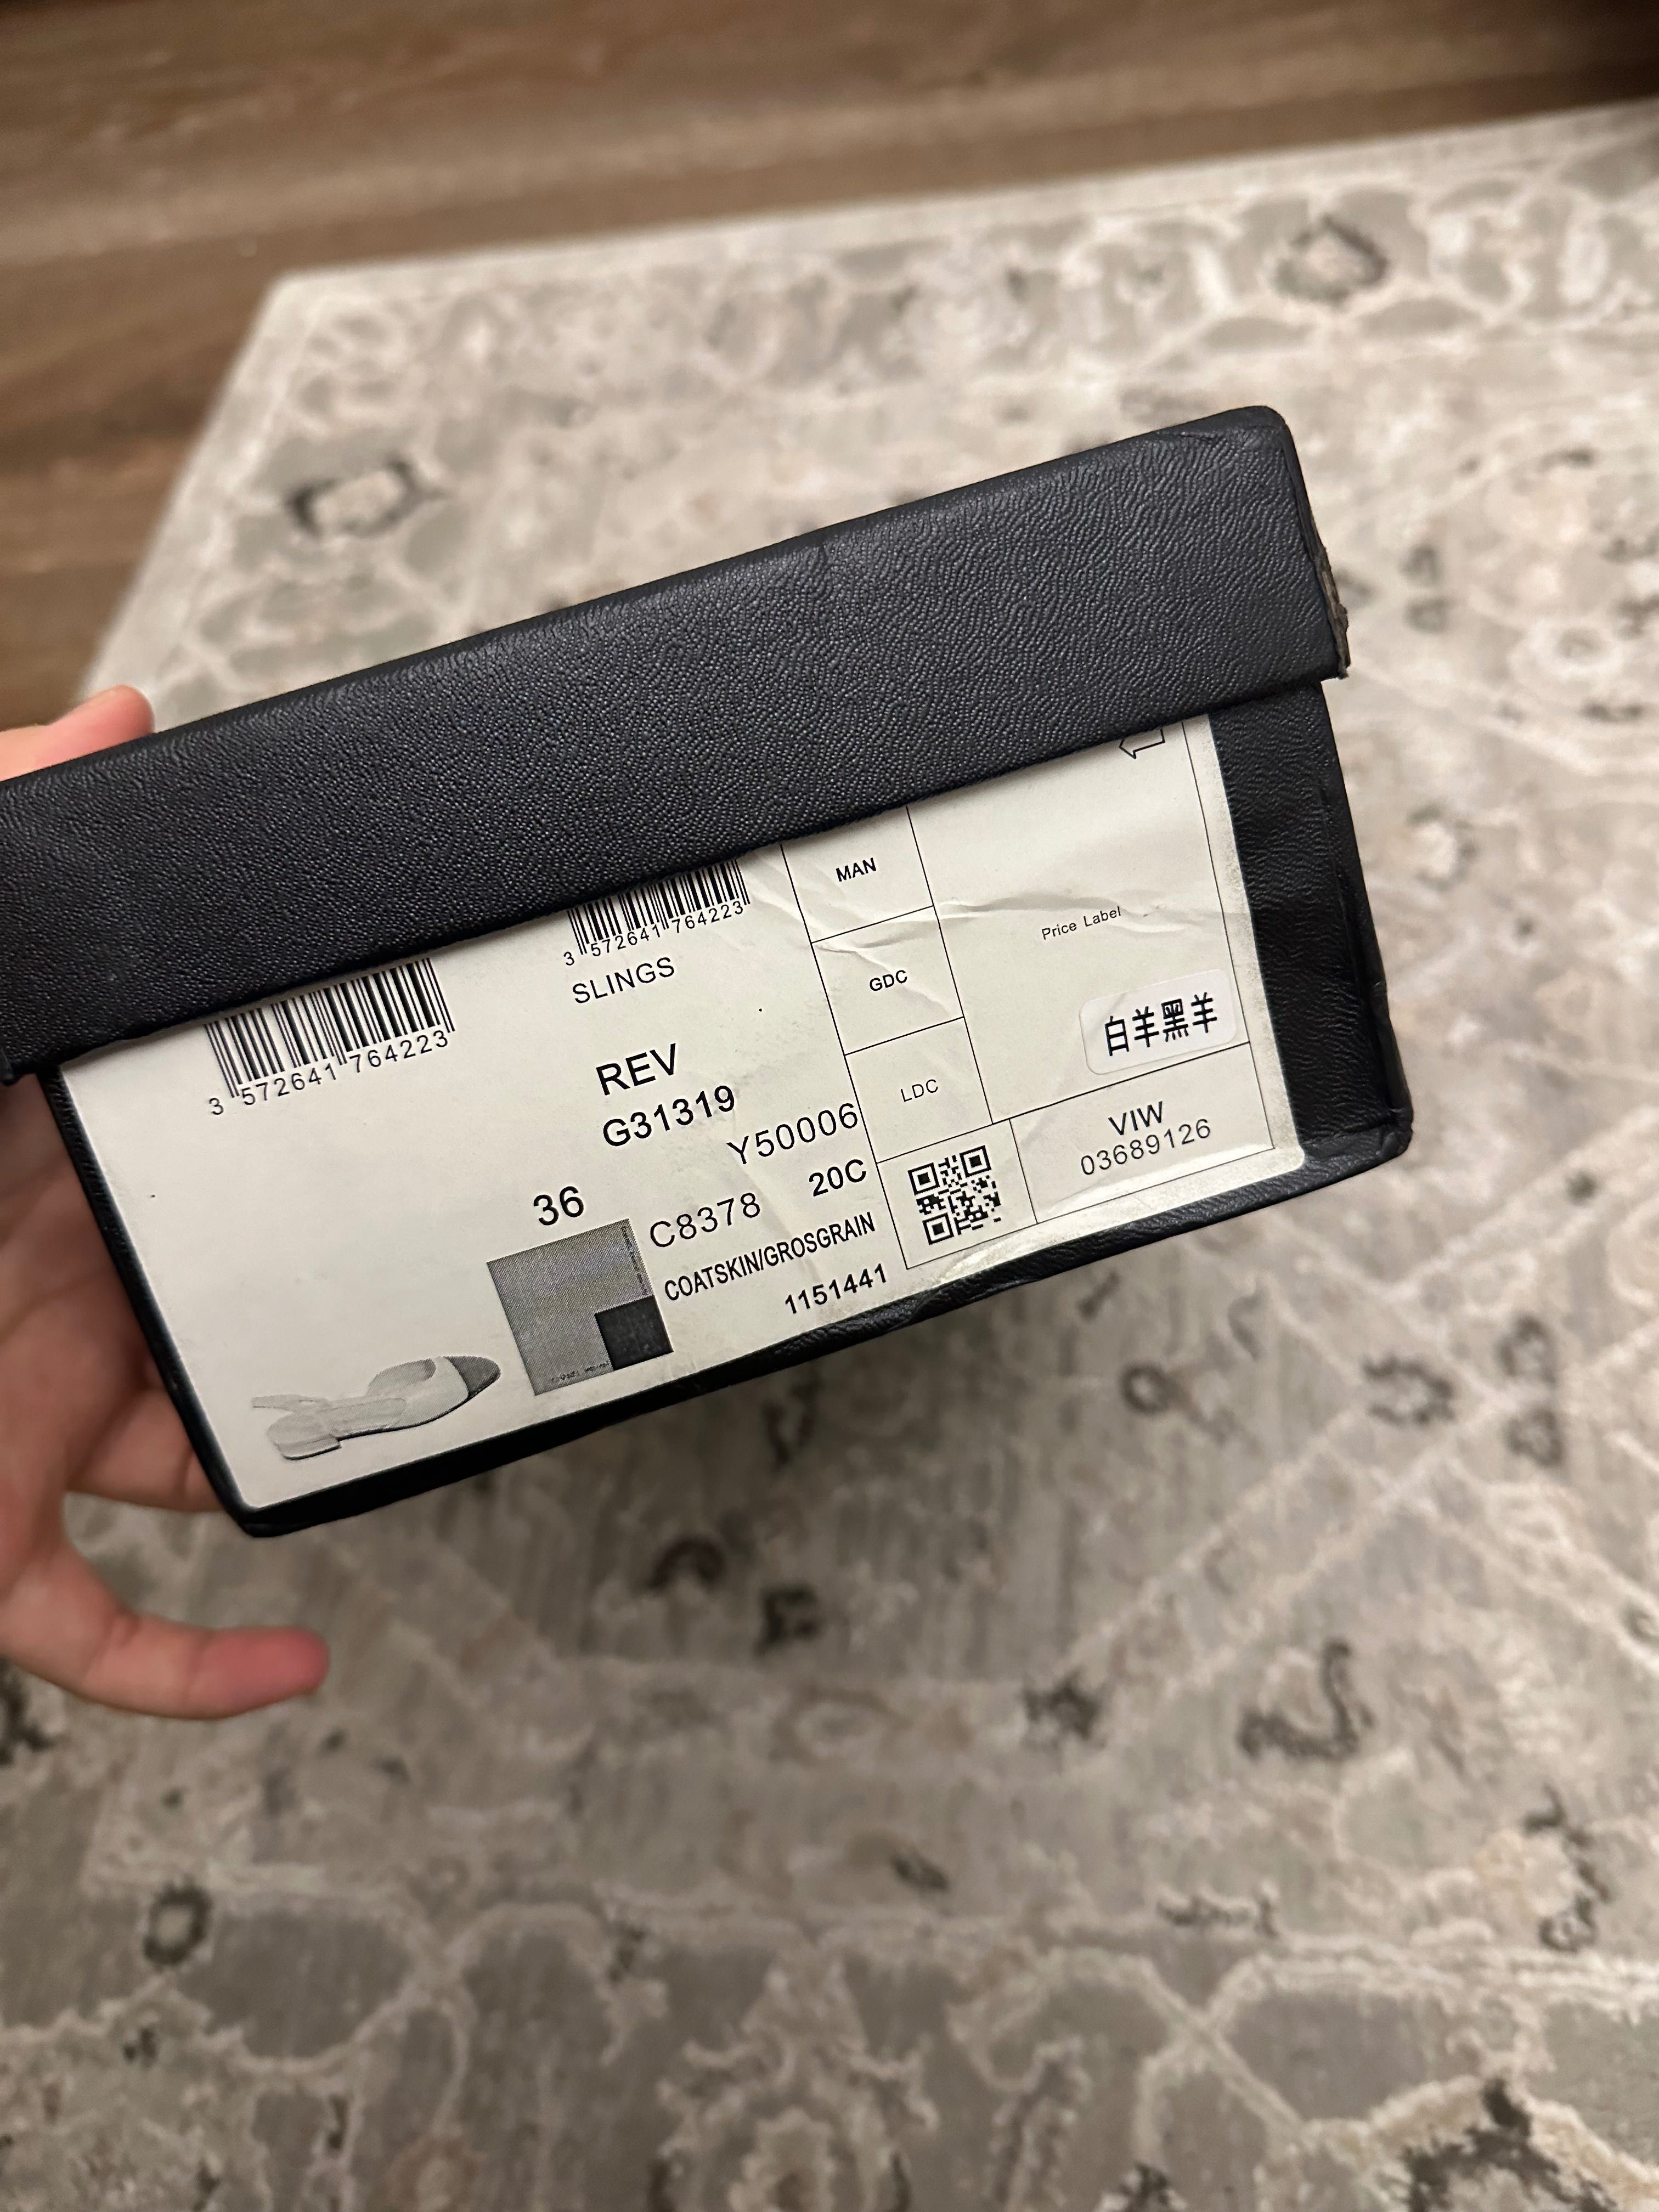 3 572641 764223
3 572641 764223
SLINGS
REV
G31319
Y50006
36
C8378
20C
COATSKIN/GROSGRAIN
1151441
MAN
GDC
LDC
Price Label
白羊黑羊
VIW
03689126